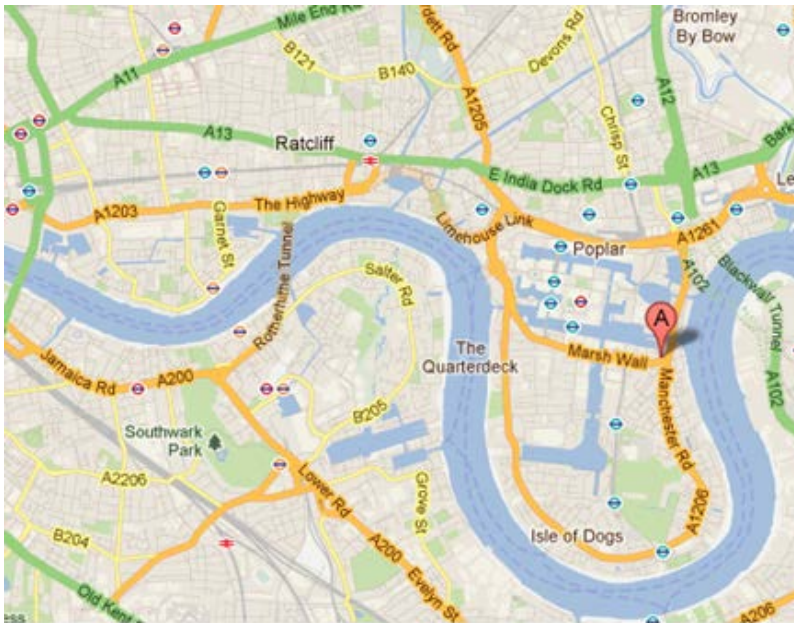 Mile End Rd
Bromley
By Bow
A11
B121
B140
Devons Rd
A12
A1205
Chrisp St
A13
Ratcliff
A13
E India Dock Rd
The Highway
A1203
Garnet St
Limehouse Link
Poplar
A1261
Rotherhithe Tunnel
Salter Rd
A102
Blackwall Tunnel
A
The
Quarterdeck
Marsh Wall
Jamaica Rd
A200
Manchester Rd
A102
B205
Southwark
Park
A2206
Lower Rd
Grove St
A1206
B204
A200
Isle of Dogs
Evelyn St
Old Kent
A206